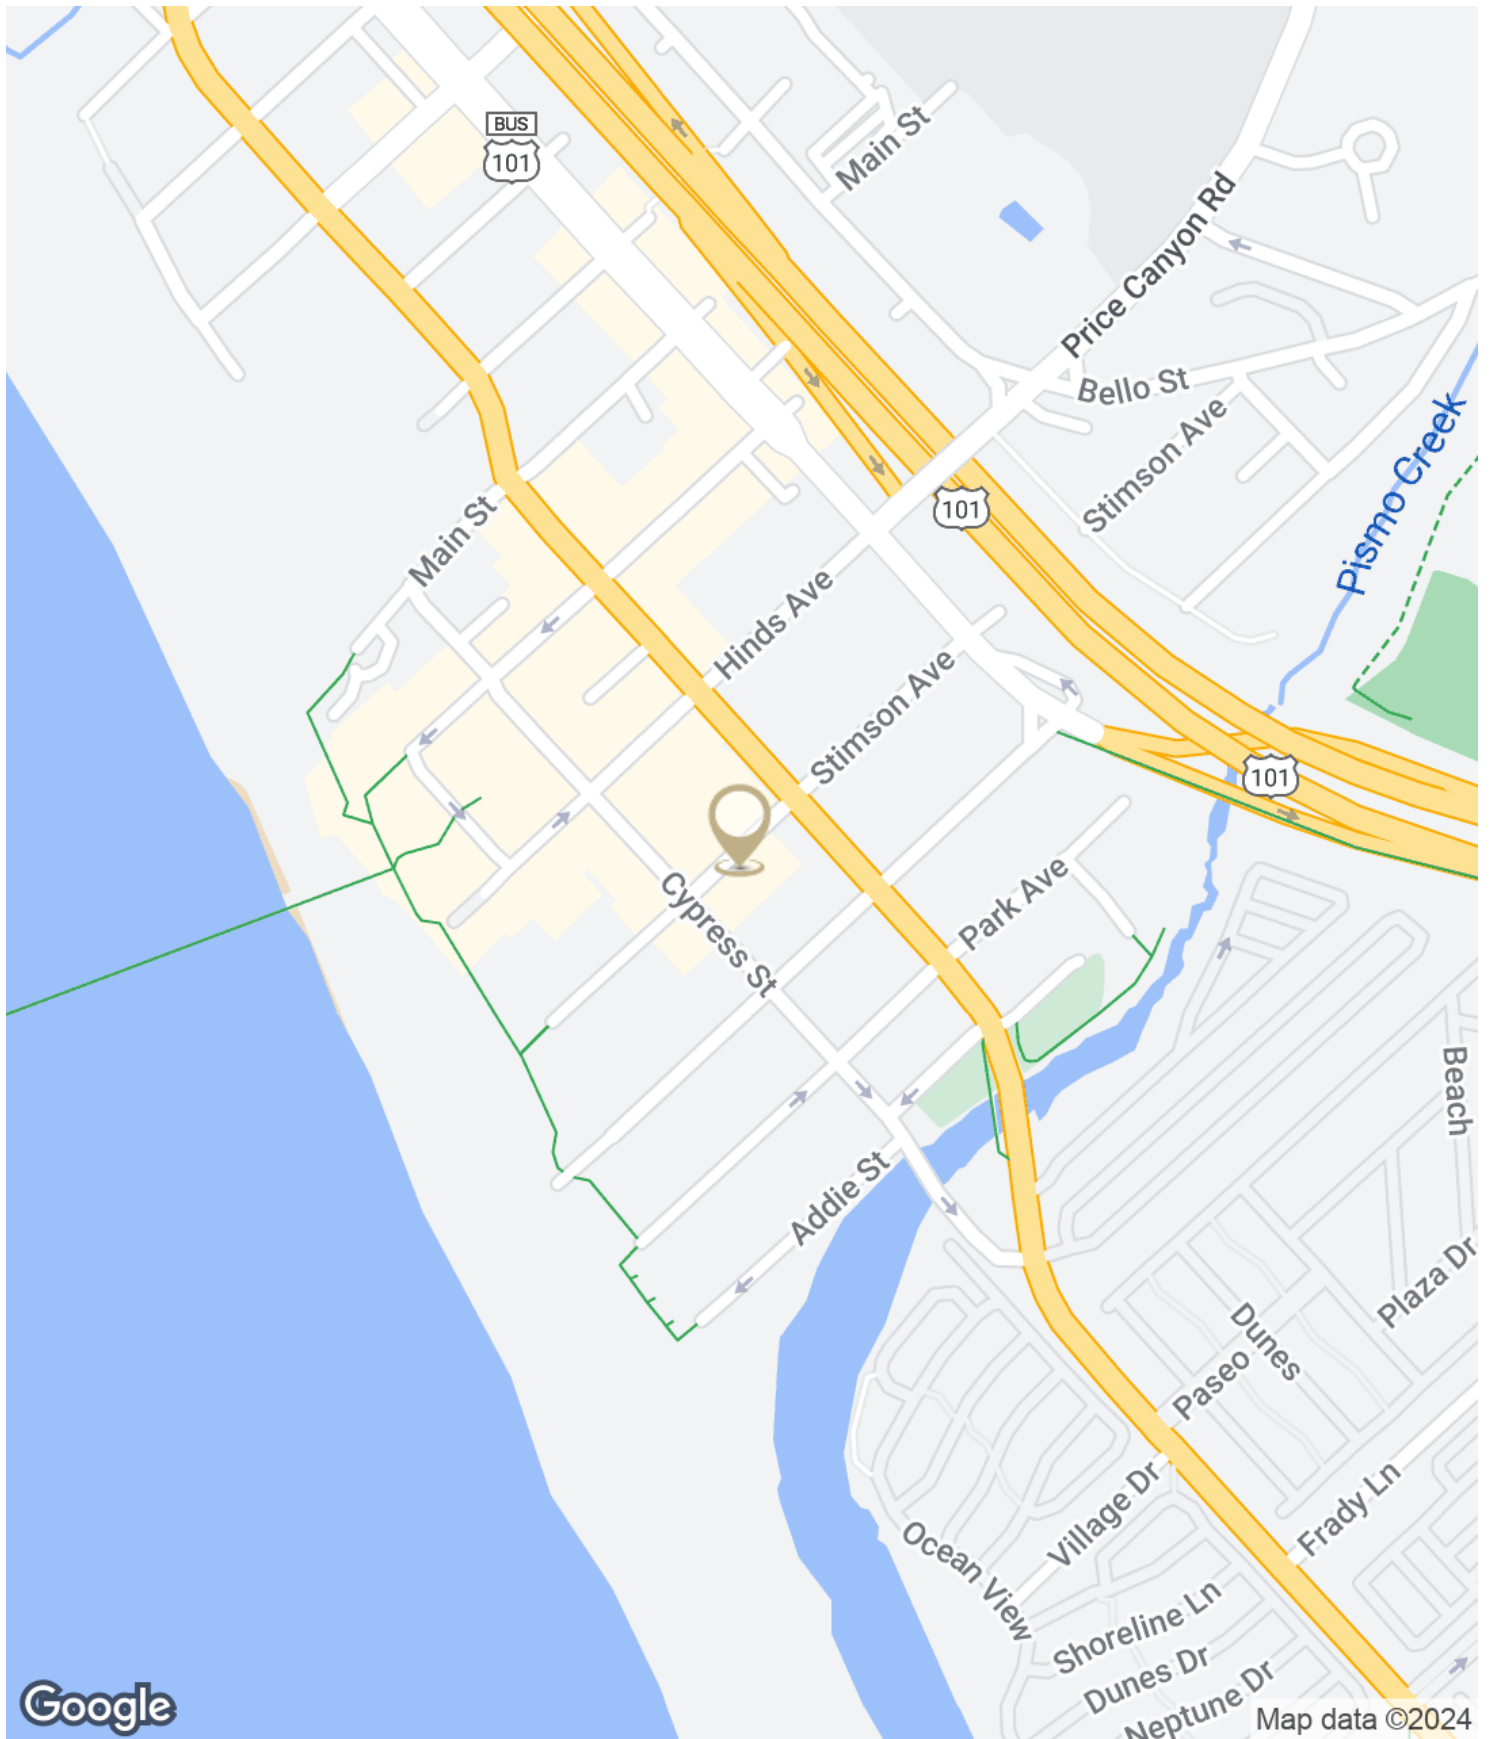 BUS
101
Main St
Price Canyon Rd
Bello St
Stimson Ave
Pismo Creek
101
Main St
Hinds Ave
Stimson Ave
101
Cypress St
Park Ave
Beach
Addie St
Plaza Dr
Dunes
Paseo
Village Dr
Frady Ln
Ocean View
Shoreline Ln
Dunes Dr
Neptune Dr
Google
Map data ©2024